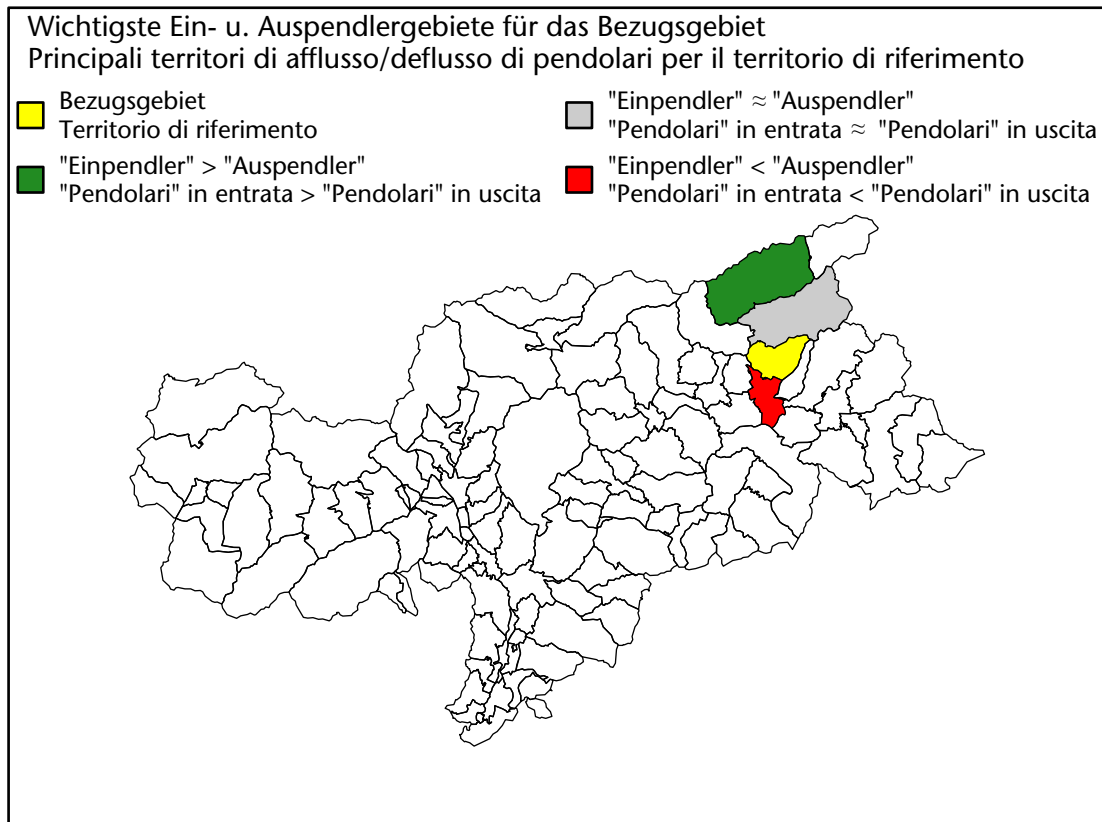 Wichtigste Ein- u. Auspendlergebiete für das Bezugsgebiet
Principali territori di afflusso/deflusso di pendolari per il territorio di riferimento
Bezugsgebiet
Territorio di riferimento
"Einpendler" > "Auspendler"
"Pendolari" in entrata > "Pendolari" in uscita
"Einpendler" ≈ "Auspendler"
"Pendolari" in entrata ≈ "Pendolari" in uscita
"Einpendler" < "Auspendler"
"Pendolari" in entrata < "Pendolari" in uscita